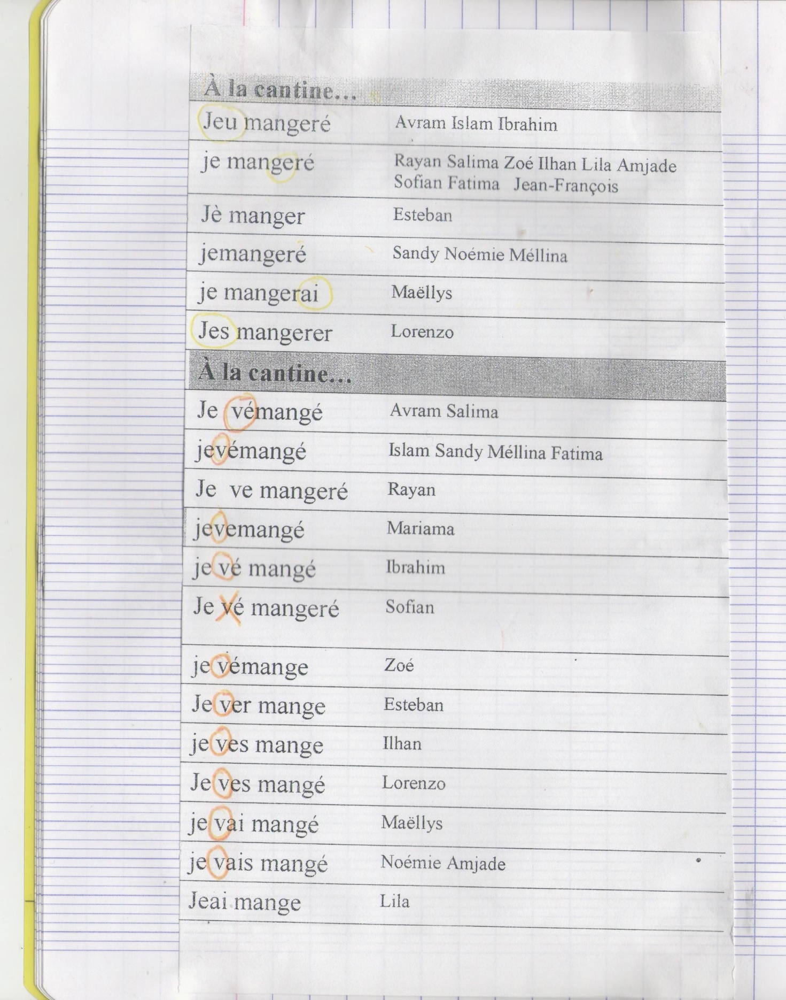 À la cantine...
Jeu mangeré Avram Islam Ibrahim
je mangeré Rayan Salima Zoé Ilhan Lila Amjade
Sofian Fatima Jean-François
Jè manger Esteban
jemangeré Sandy Noémie Méllina
je mangerai Maëllys
Jes mangerer Lorenzo
À la cantine...
Je vémangé Avram Salima
jevémangé Islam Sandy Méllina Fatima
Je ve mangeré Rayan
jevemangé Mariama
je vé mangé Ibrahim
Je vé mangeré Sofian
je vémange Zoé
Je ver mange Esteban
je ves mange Ilhan
Je ves mangé Lorenzo
je vai mangé Maëllys
je vais mangé Noémie Amjade
Jeai mange Lila